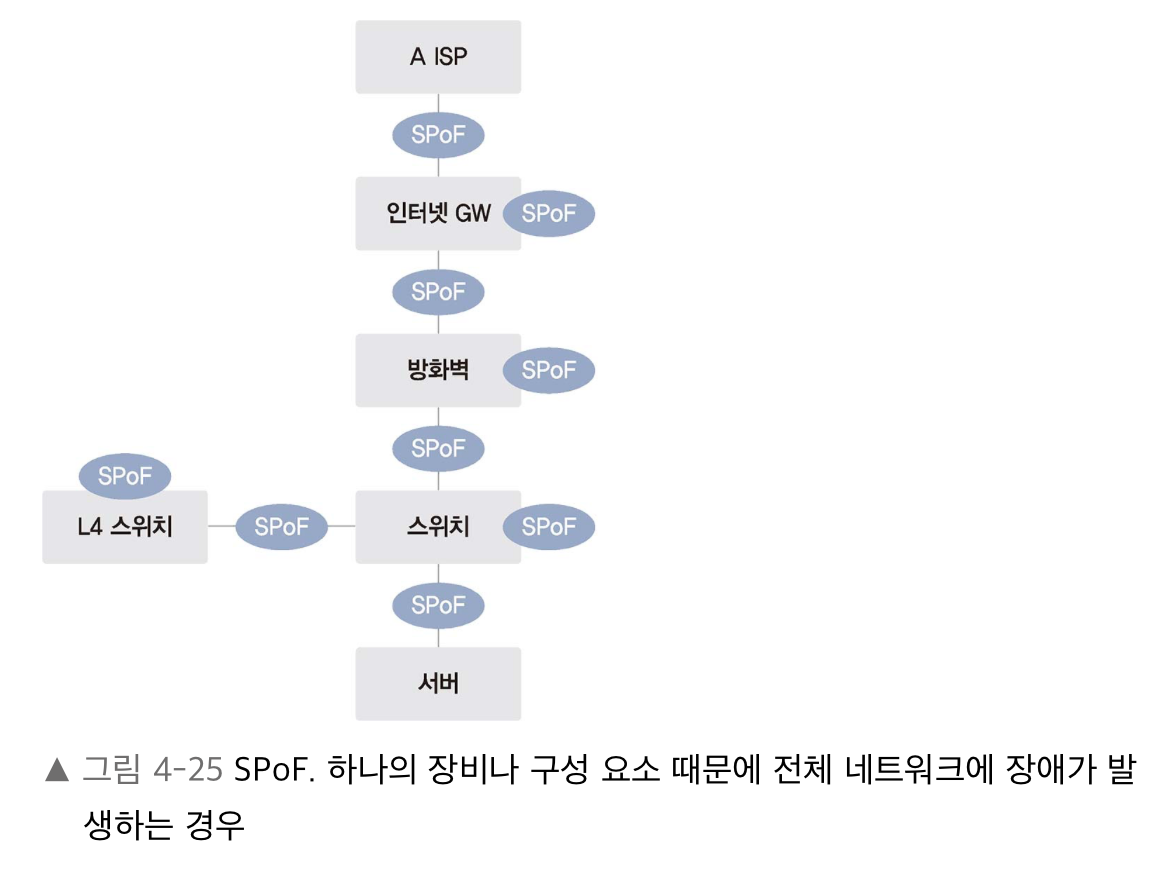 A ISP
SPoF
인터넷 GW
SPoF
SPoF
방화벽
SPoF
SPoF
SPoF
L4 스위치
SPoF
스위치
SPoF
SPoF
서버
▲ 그림 4-25 SPoF. 하나의 장비나 구성 요소 때문에 전체 네트워크에 장애가 발
생하는 경우